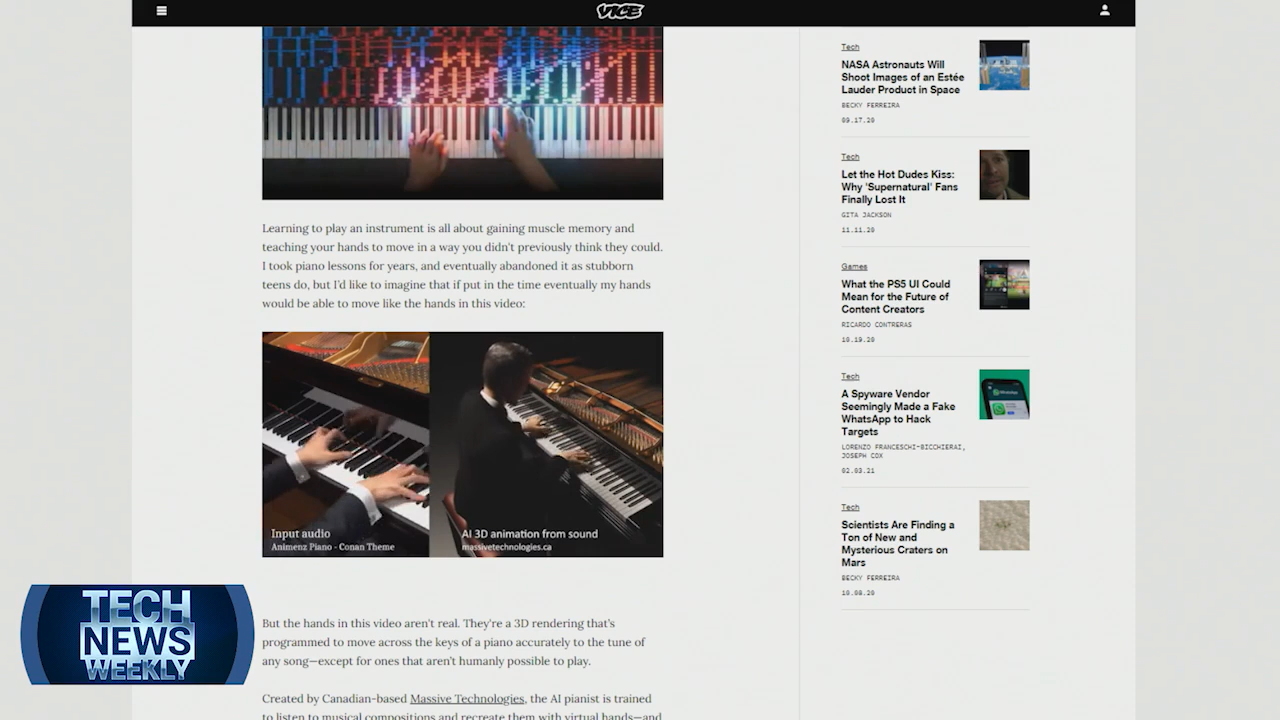 VICE
Learning to play an instrument is all about gaining muscle memory and
teaching your hands to move in a way you didn't previously think they could.
I took piano lessons for years, and eventually abandoned it as stubborn
teens do, but I'd like to imagine that if put in the time eventually my hands
would be able to move like the hands in this video:
Input audio
Animenz Piano - Conan Theme
AI 3D animation from sound
massivetechnologies.ca
But the hands in this video aren't real. They're a 3D rendering that's
programmed to move across the keys of a piano accurately to the tune of
any song—except for ones that aren't humanly possible to play.
Created by Canadian-based Massive Technologies, the AI pianist is trained
to listen to musical compositions and recreate them with virtual hands—and
Tech
NASA Astronauts Will
Shoot Images of an Estée
Lauder Product in Space
BECKY FERREIRA
09.17.20
Tech
Let the Hot Dudes Kiss:
Why 'Supernatural' Fans
Finally Lost It
GITA JACKSON
11.11.20
Games
What the PS5 UI Could
Mean for the Future of
Content Creators
RICARDO CONTRERAS
10.19.20
Tech
A Spyware Vendor
Seemingly Made a Fake
WhatsApp to Hack
Targets
LORENZO FRANCESCHI-BICCHIERAI,
JOSEPH COX
02.03.21
Tech
Scientists Are Finding a
Ton of New and
Mysterious Craters on
Mars
BECKY FERREIRA
10.08.20
TECH
NEWS
WEEKLY